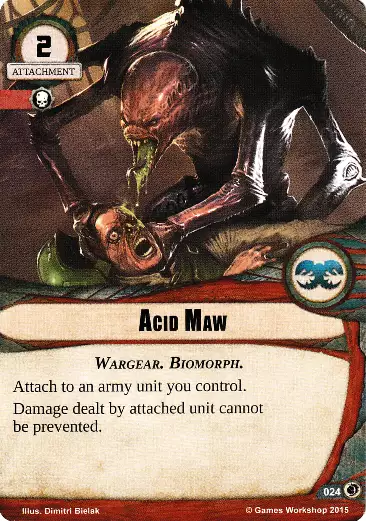 2
ATTACHMENT
ACID MAW
WARGEAR. BIOMORPH.
Attach to an army unit you control.
Damage dealt by attached unit cannot
be prevented.
024
Illus. Dimitri Bielak
© Games Workshop 2015